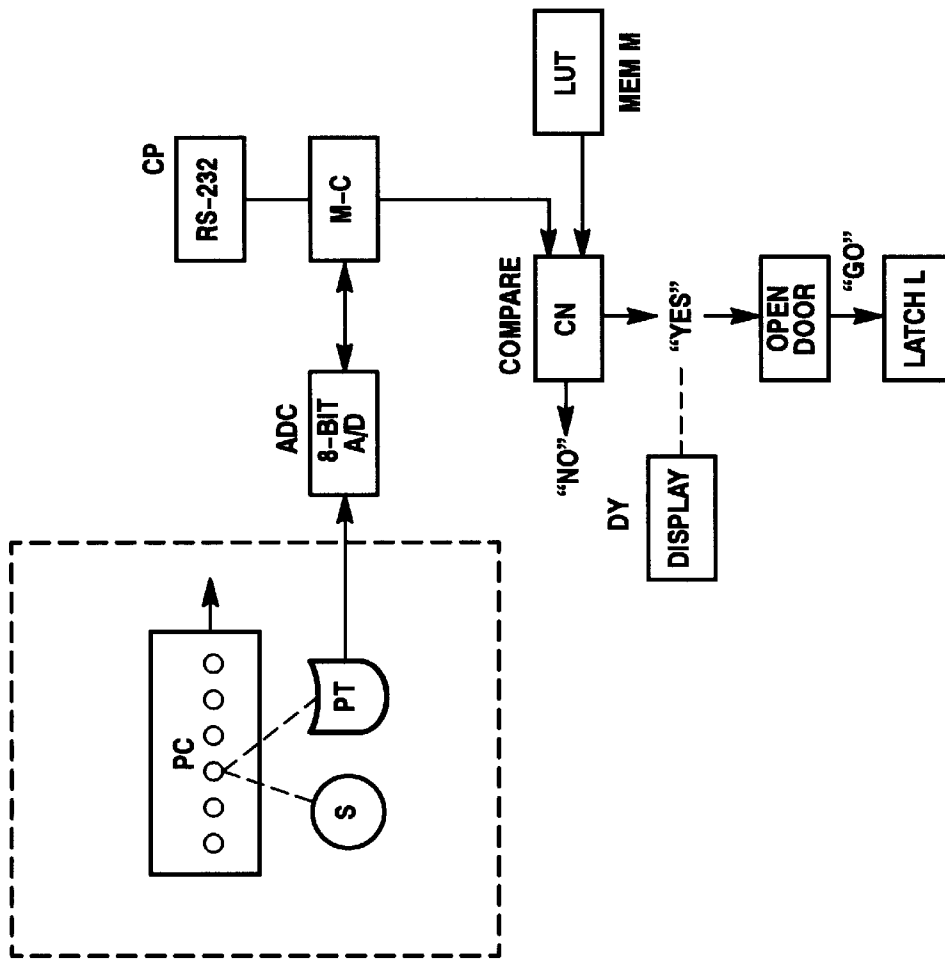 PC
S
PT
ADC
8-BIT
A/D
CP
RS-232
M-C
COMPARE
CN
LUT
MEM M
"NO"
"YES"
DY
DISPLAY
OPEN
DOOR
"GO"
LATCH L